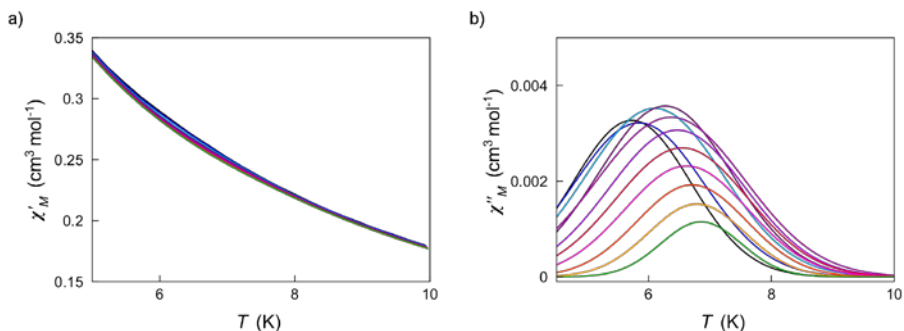 a)
0.35
0.3
0.25
0.2
0.15
6
8
10
χ′M (cm³ mol⁻¹)
T (K)
b)
0.004
0.002
0
6
8
10
χ″M (cm³ mol⁻¹)
T (K)